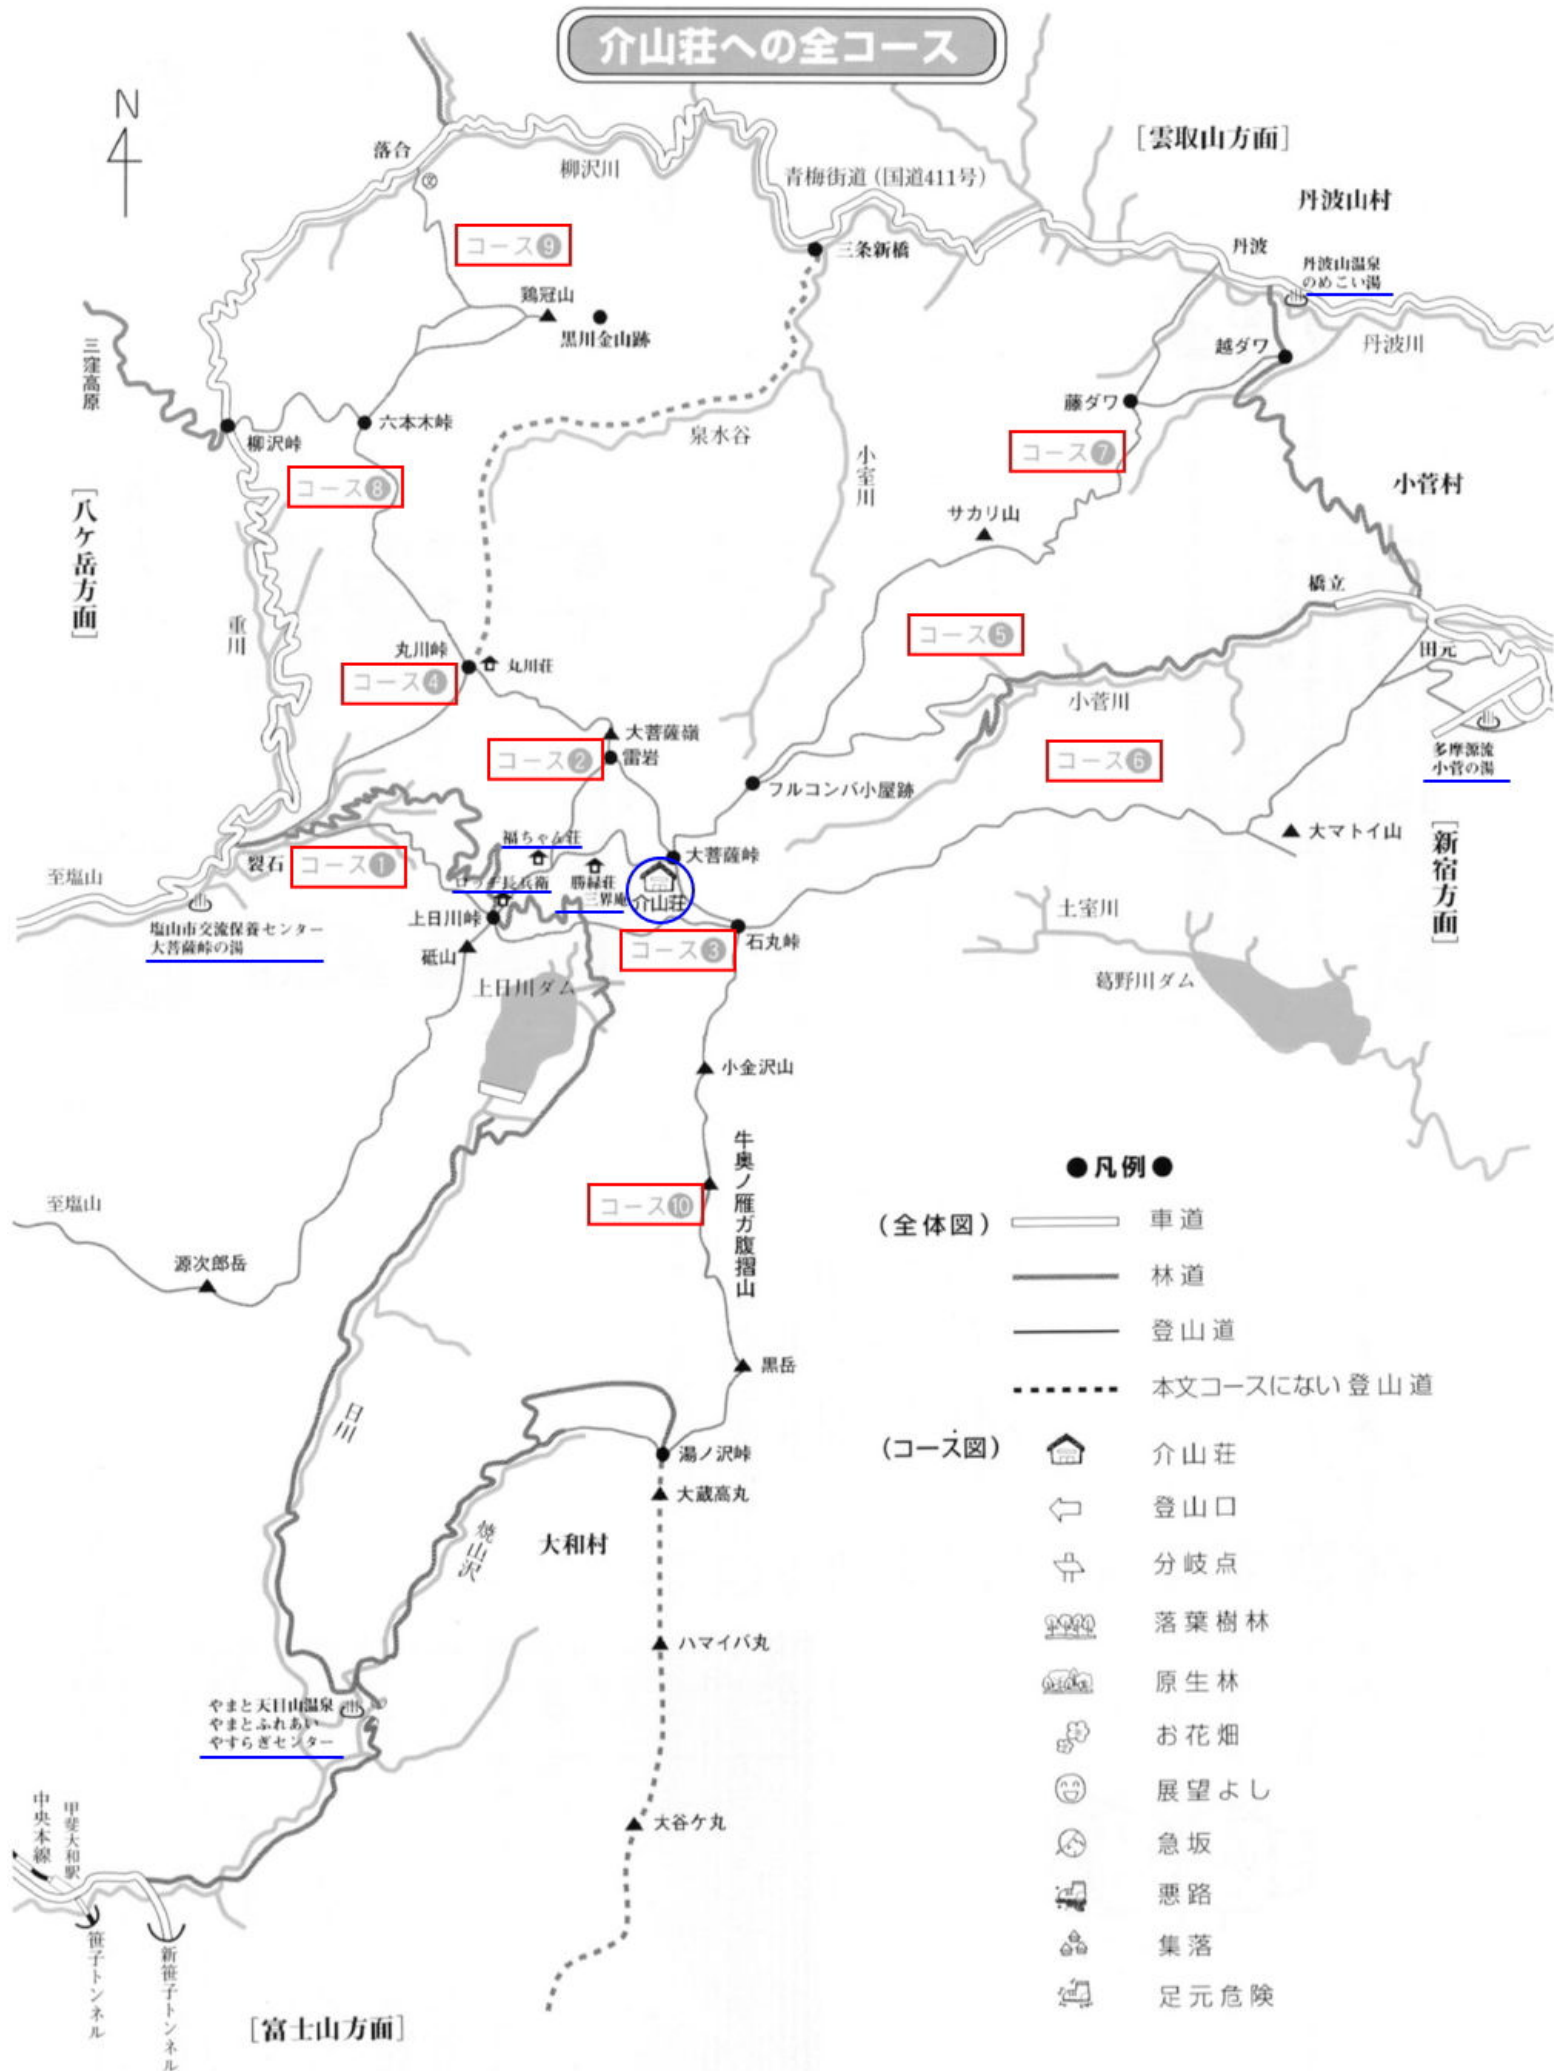 介山荘への全コース
N
[雲取山方面]
落合
柳沢川
青梅街道(国道411号)
丹波山村
丹波
丹波山温泉
のめこい湯
コース⑨
三条新橋
鶏冠山
黒川金山跡
三窪高原
越ダワ
丹波川
藤ダワ
柳沢峠
六本木峠
泉水谷
小室川
コース⑦
コース⑧
小菅村
[八ケ岳方面]
サカリ山
橋立
重川
コース⑤
丸川峠
丸川荘
田元
コース④
小菅川
大菩薩嶺
雷岩
コース②
コース⑥
多摩源流
小菅の湯
フルコンバ小屋跡
大マトイ山
[新宿方面]
福ちゃん荘
大菩薩峠
裂石
コース①
至塩山
ロッヂ長兵衛
勝緑荘
三界庵
介山荘
上日川峠
塩山市交流保養センター
大菩薩峠の湯
砥山
石丸峠
コース③
土室川
上日川ダム
葛野川ダム
小金沢山
牛奥ノ雁ガ腹摺山
コース⑩
至塩山
源次郎岳
●凡例●
(全体図)
車道
林道
登山道
本文コースにない登山道
黒岳
日川
湯ノ沢峠
(コース図)
介山荘
大蔵高丸
登山口
焼山沢
大和村
分岐点
落葉樹林
ハマイバ丸
原生林
やまと天目山温泉
やまとふれあい
やすらぎセンター
お花畑
展望よし
大谷ケ丸
急坂
中央本線
甲斐大和駅
悪路
集落
笹子トンネル
新笹子トンネル
足元危険
[富士山方面]